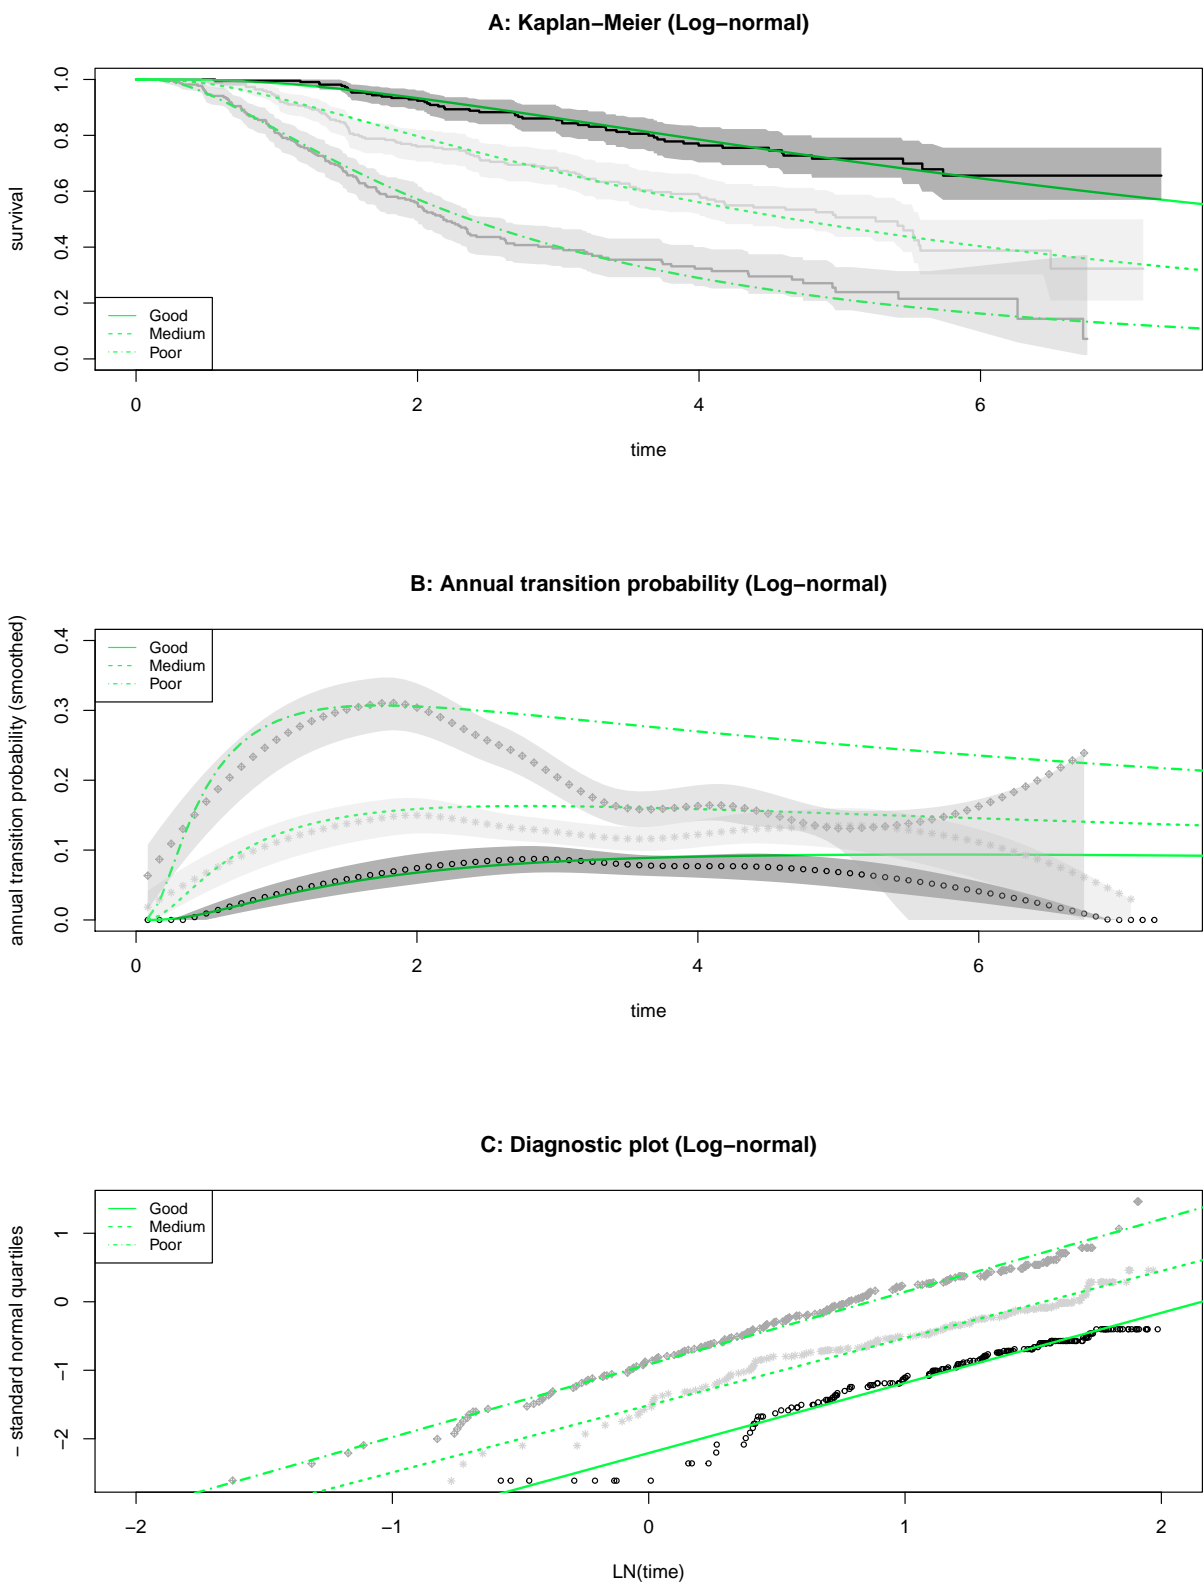 A: Kaplan−Meier (Log−normal)
survival
1.0
0.8
0.6
0.4
0.2
0.0
Good
Medium
Poor
0 2 4 6
time
B: Annual transition probability (Log−normal)
annual transition probability (smoothed)
0.4
0.3
0.2
0.1
0.0
Good
Medium
Poor
0 2 4 6
time
C: Diagnostic plot (Log−normal)
− standard normal quartiles
1
0
−1
−2
Good
Medium
Poor
−2 −1 0 1 2
LN(time)